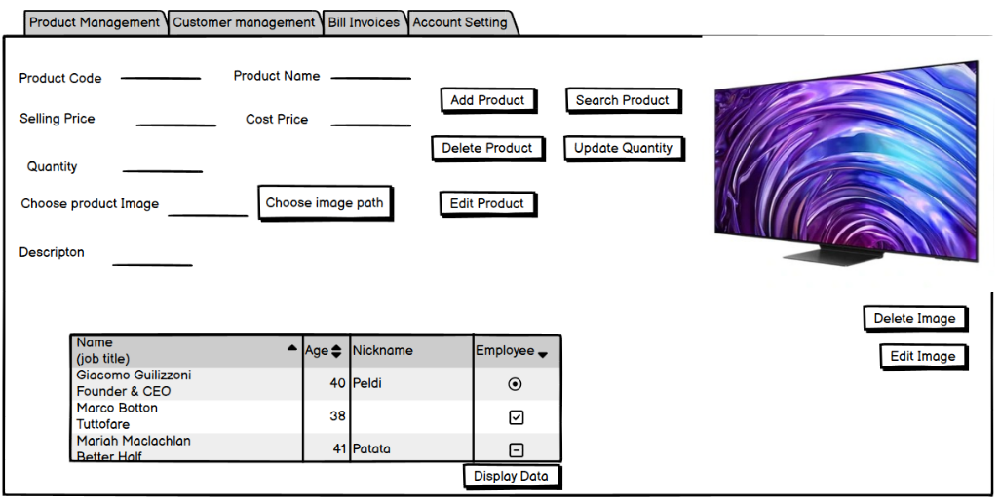 Product Management Customer management Bill Invoices Account Setting
Product Code Product Name
Add Product Search Product
Selling Price Cost Price
Delete Product Update Quantity
Quantity
Choose product Image Choose image path Edit Product
Descripton
Delete Image
Edit Image
Name
(job title) Age Nickname Employee
Giacomo Guilizzoni
Founder & CEO 40 Peldi
Marco Botton
Tuttofare 38
Mariah Maclachlan
Better Half 41 Patata
Display Data